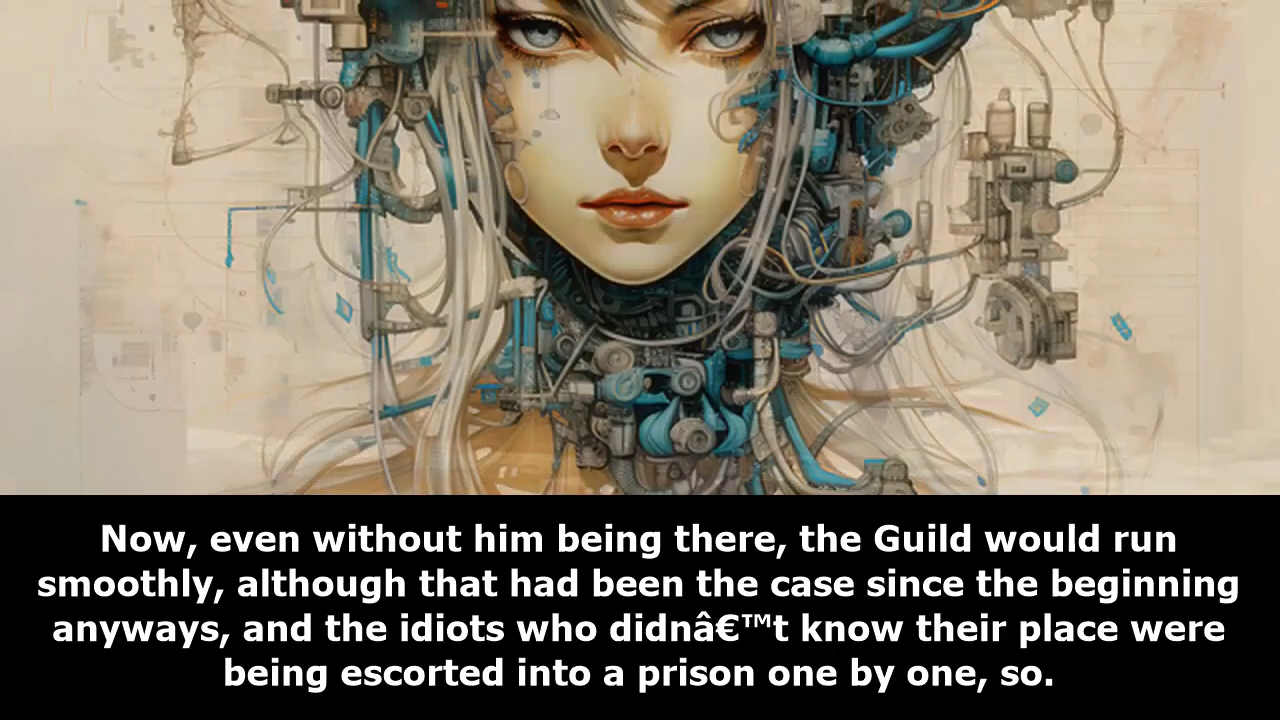 Now, even without him being there, the Guild would run
smoothly, although that had been the case since the beginning
anyways, and the idiots who didnâ€™t know their place were
being escorted into a prison one by one, so.